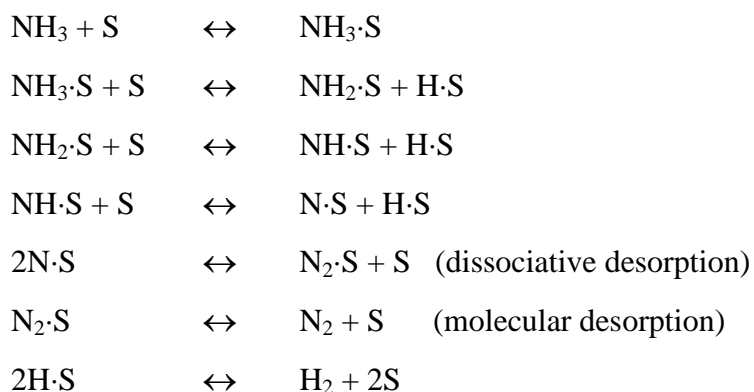 NH₃ + S ↔ NH₃·S
NH₃·S + S ↔ NH₂·S + H·S
NH₂·S + S ↔ NH·S + H·S
NH·S + S ↔ N·S + H·S
2N·S ↔ N₂·S + S (dissociative desorption)
N₂·S ↔ N₂ + S (molecular desorption)
2H·S ↔ H₂ + 2S